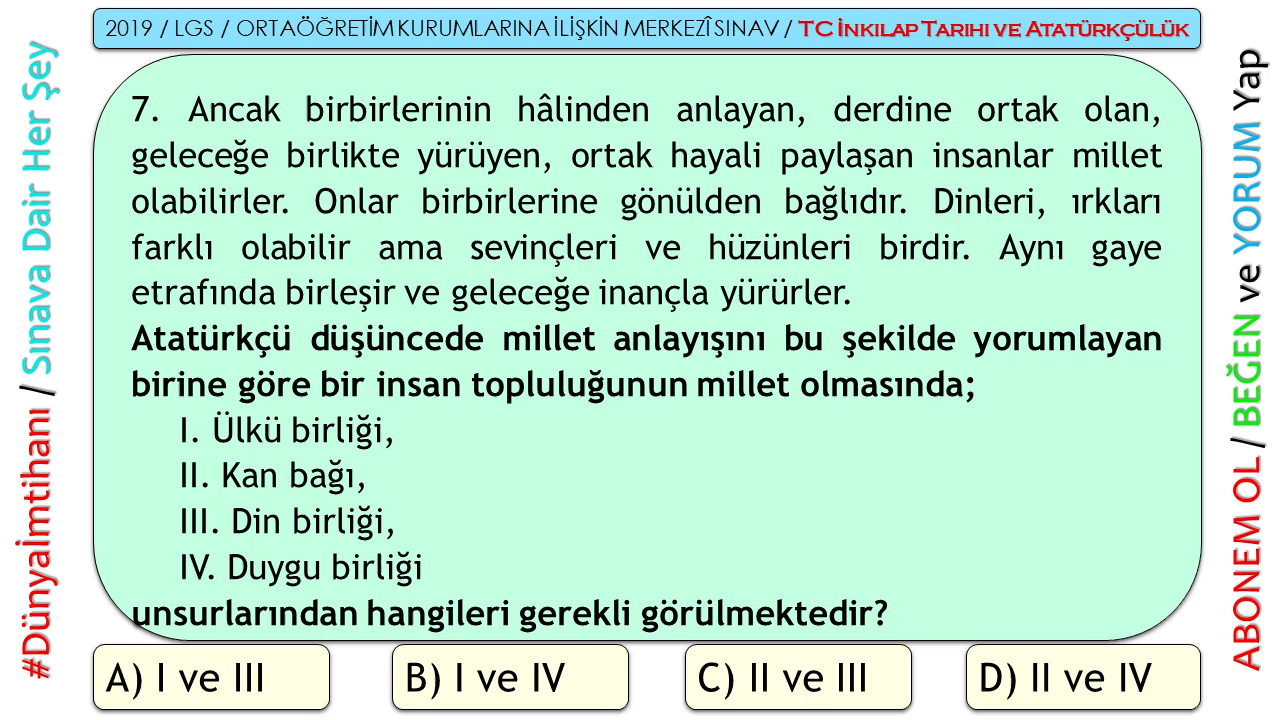 2019 / LGS / ORTAÖĞRETİM KURUMLARINA İLİŞKİN MERKEZÎ SINAV / TC İNKILAP TARIHI VE ATATÜRKÇÜLÜK
#Dünyaİmtihanı / Sınava Dair Her Şey
7. Ancak birbirlerinin hâlinden anlayan, derdine ortak olan,
geleceğe birlikte yürüyen, ortak hayali paylaşan insanlar millet
olabilirler. Onlar birbirlerine gönülden bağlıdır. Dinleri, ırkları
farklı olabilir ama sevinçleri ve hüzünleri birdir. Aynı gaye
etrafında birleşir ve geleceğe inançla yürürler.
Atatürkçü düşüncede millet anlayışını bu şekilde yorumlayan
birine göre bir insan topluluğunun millet olmasında;
I. Ülkü birliği,
II. Kan bağı,
III. Din birliği,
IV. Duygu birliği
unsurlarından hangileri gerekli görülmektedir?
A) I ve III
B) I ve IV
C) II ve III
D) II ve IV
ABONEM OL / BEĞEN ve YORUM Yap